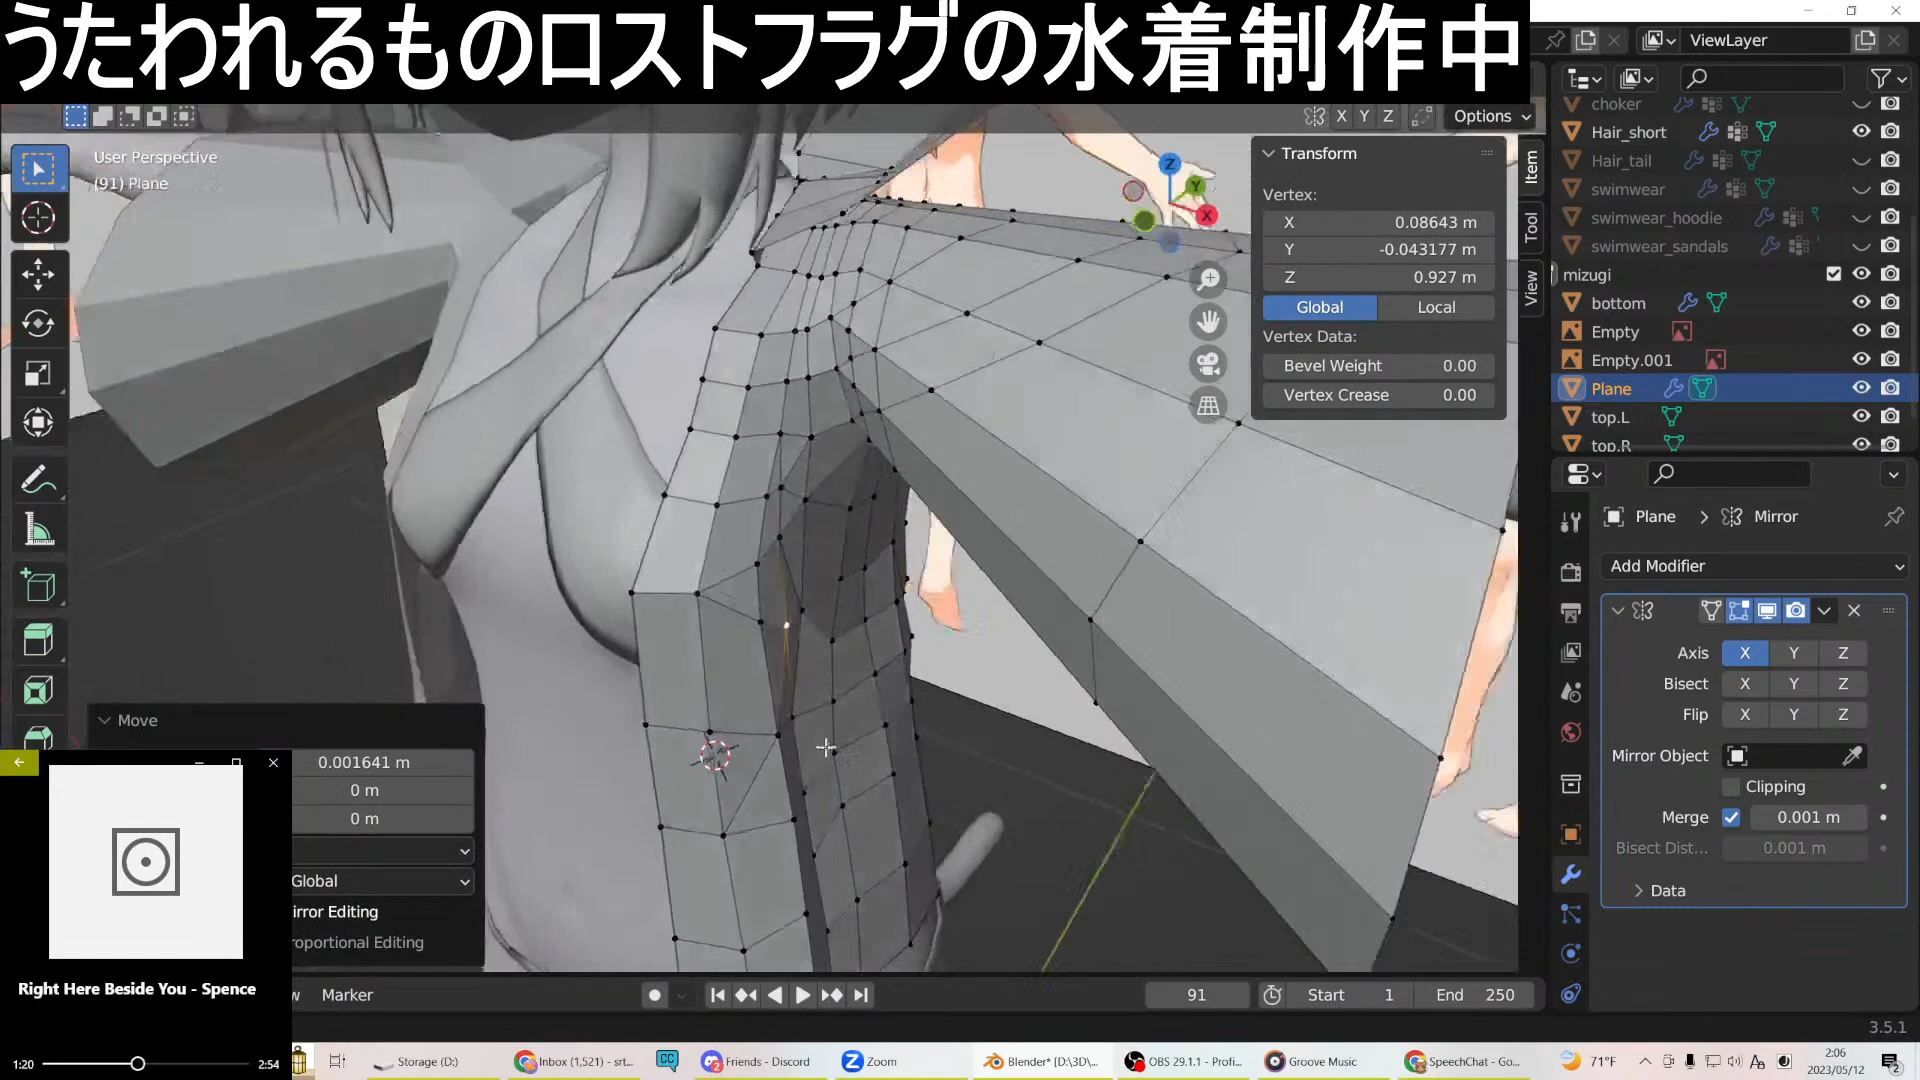 うたわれるものロストフラグの水着制作中
ViewLayer
X Y Z Options
User Perspective
(91) Plane
Transform
Vertex:
X 0.08643 m
Y -0.043177 m
Z 0.927 m
Global Local
Vertex Data:
Bevel Weight 0.00
Vertex Crease 0.00
Item
Tool
View
Z
Y
X
choker
Hair_short
Hair_tail
swimwear
swimwear_hoodie
swimwear_sandals
mizugi
bottom
Empty
Empty.001
Plane
top.L
top.R
Plane > Mirror
Add Modifier
Axis X Y Z
Bisect X Y Z
Flip X Y Z
Mirror Object
Clipping
Merge 0.001 m
Bisect Dist... 0.001 m
Data
Move
0.001641 m
0 m
0 m
Global
irror Editing
roportional Editing
Right Here Beside You - Spence
1:20 2:54
w Marker
91 Start 1 End 250
3.5.1
Storage (D:)
Inbox (1,521) - srt...
CC
Friends - Discord
Zoom
Blender* [D:\3D\...
OBS 29.1.1 - Profi...
Groove Music
SpeechChat - Go...
71°F
2:06
2023/05/12
2